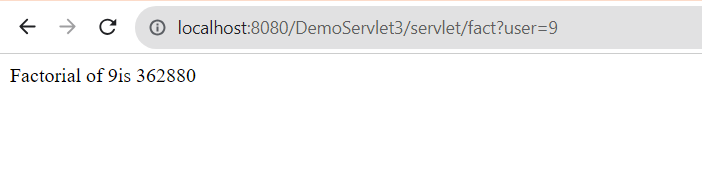 localhost:8080/DemoServlet3/servlet/fact?user=9
Factorial of 9is 362880